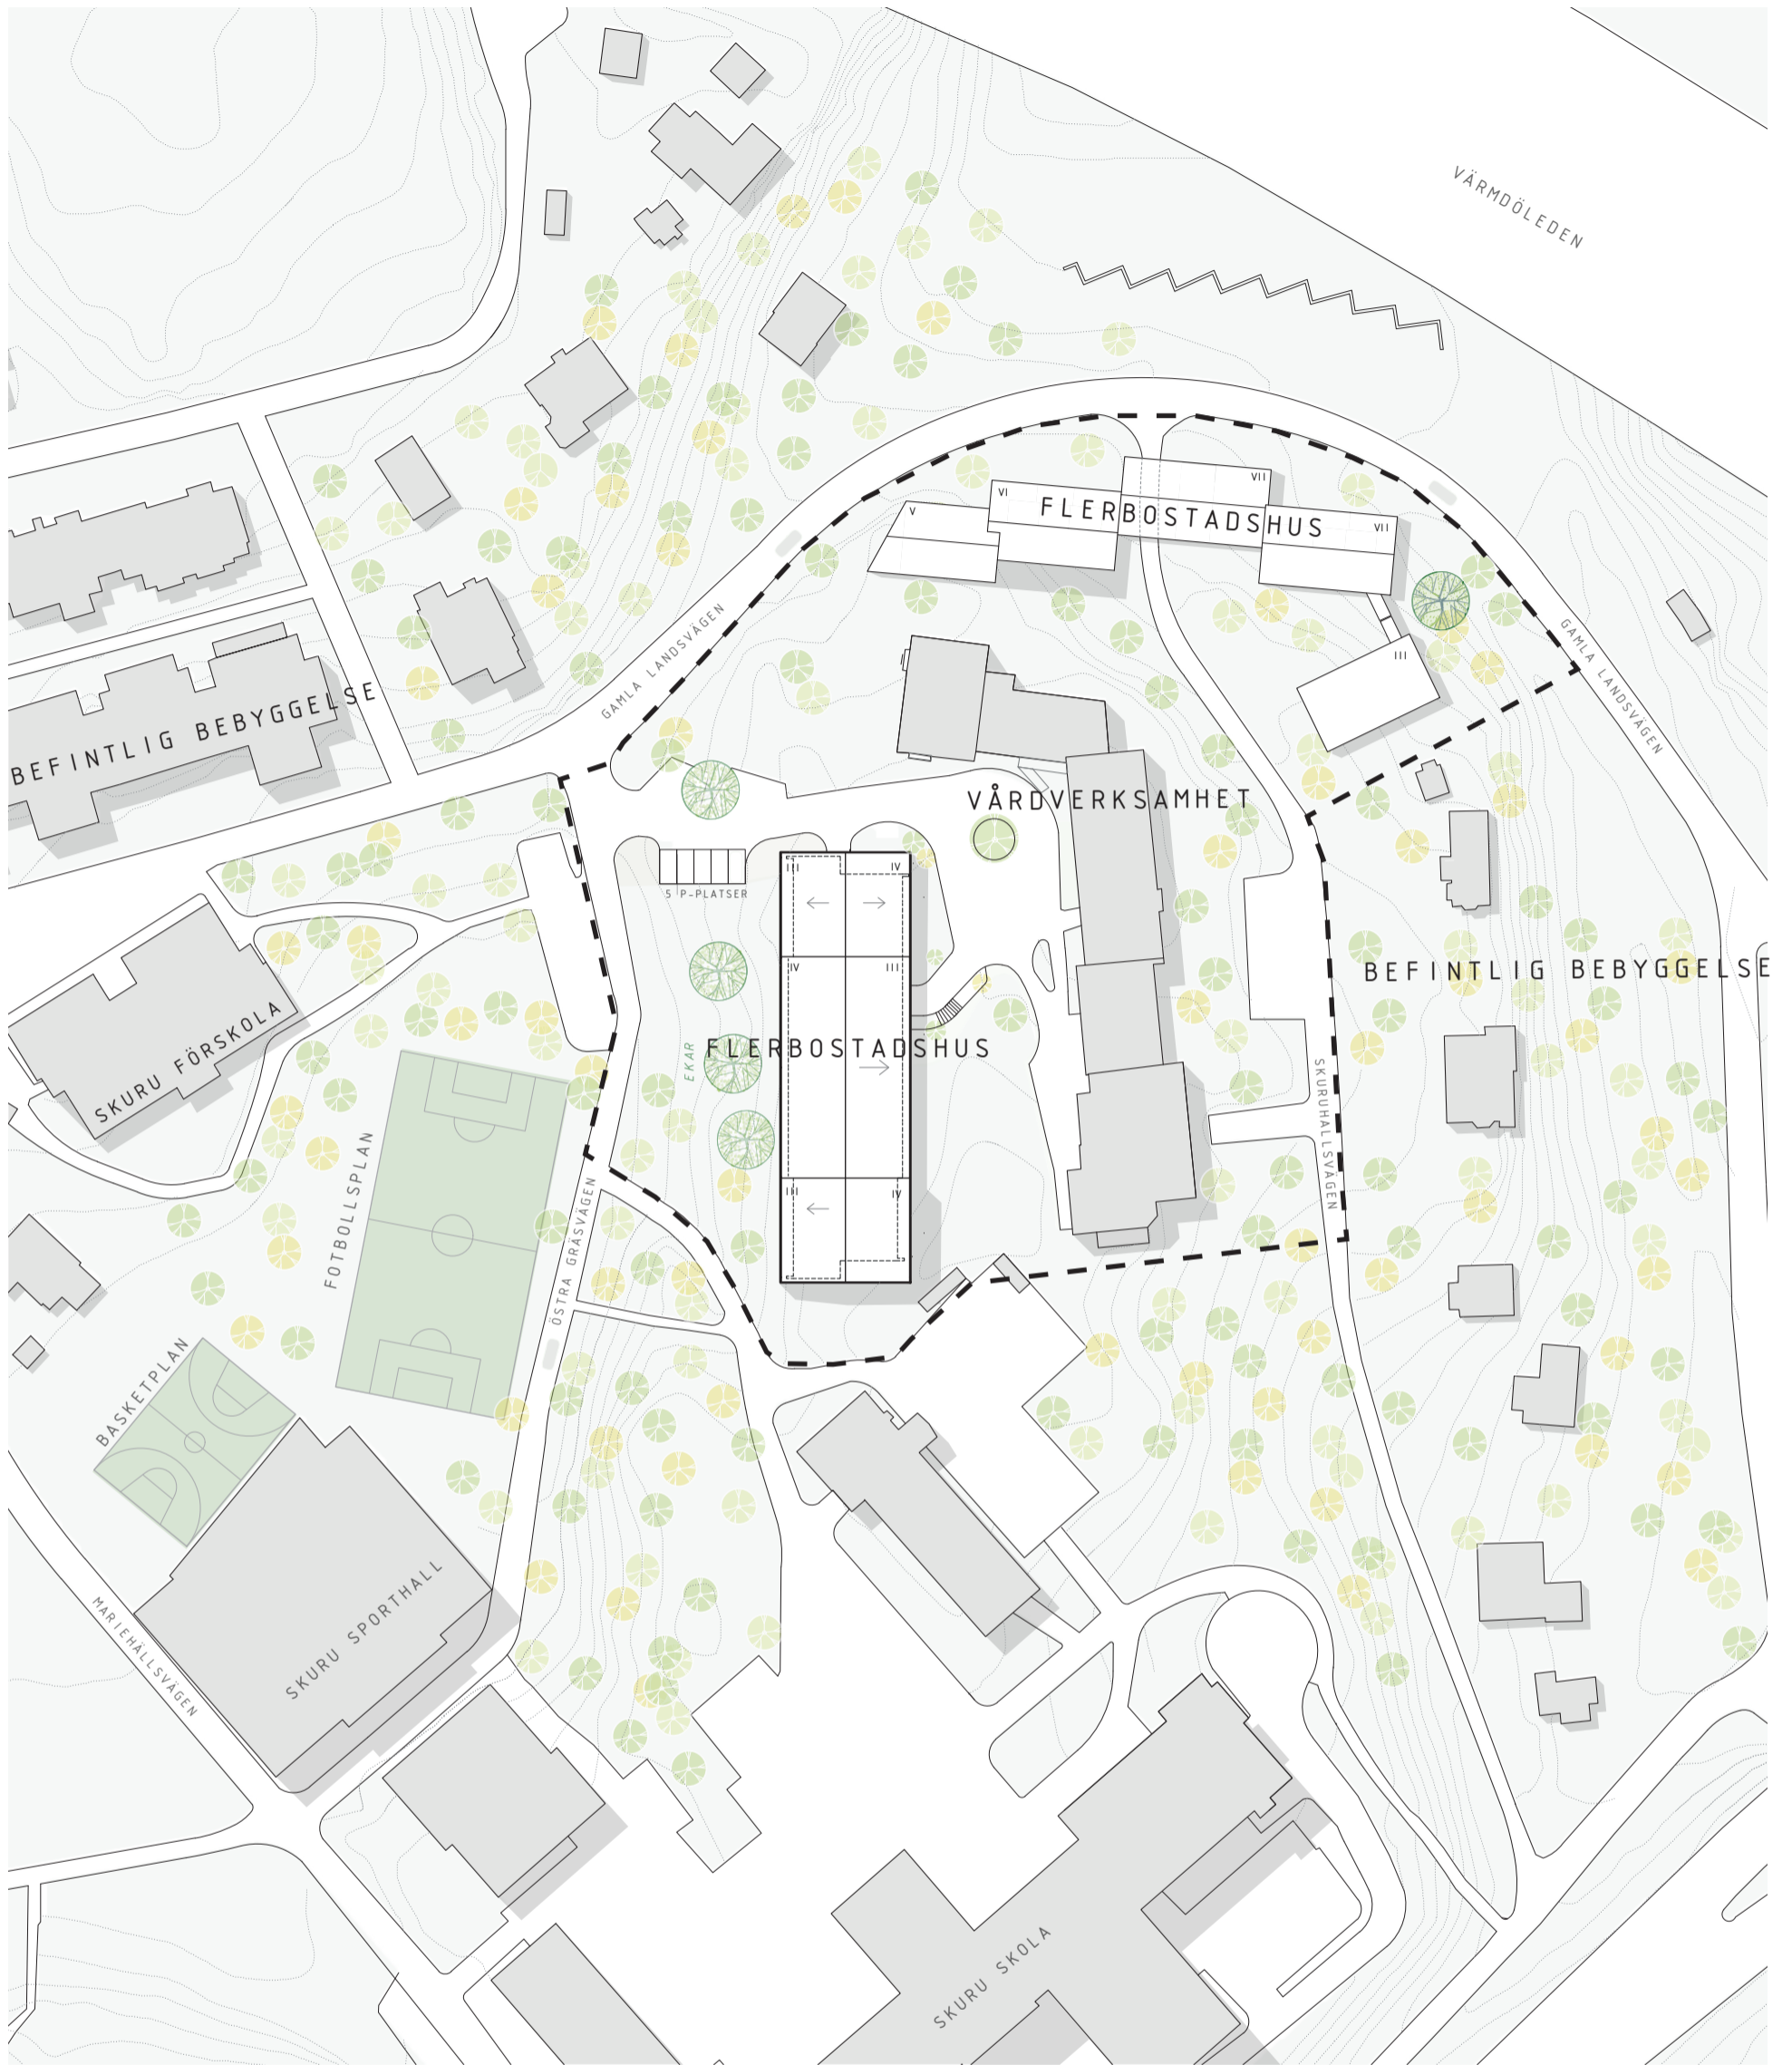 VÄRMDÖLEDEN
VII
VI
FLERBOSTADSHUS
V
VII
GAMLA LANDSVÄGEN
GAMLA LANDSVÄGEN
III
BEFINTLIG BEBYGGELSE
VÅRDVERKSAMHET
III
IV
5 P-PLATSER
IV
III
BEFINTLIG BEBYGGELSE
SKURU FÖRSKOLA
EKAR
FLERBOSTADSHUS
SKURUHALLSVÄGEN
FOTBOLLSPLAN
III
IV
ÖSTRA GRÄSVÄGEN
BASKETPLAN
MARIEHÄLLSVÄGEN
SKURU SPORTHALL
SKURU SKOLA